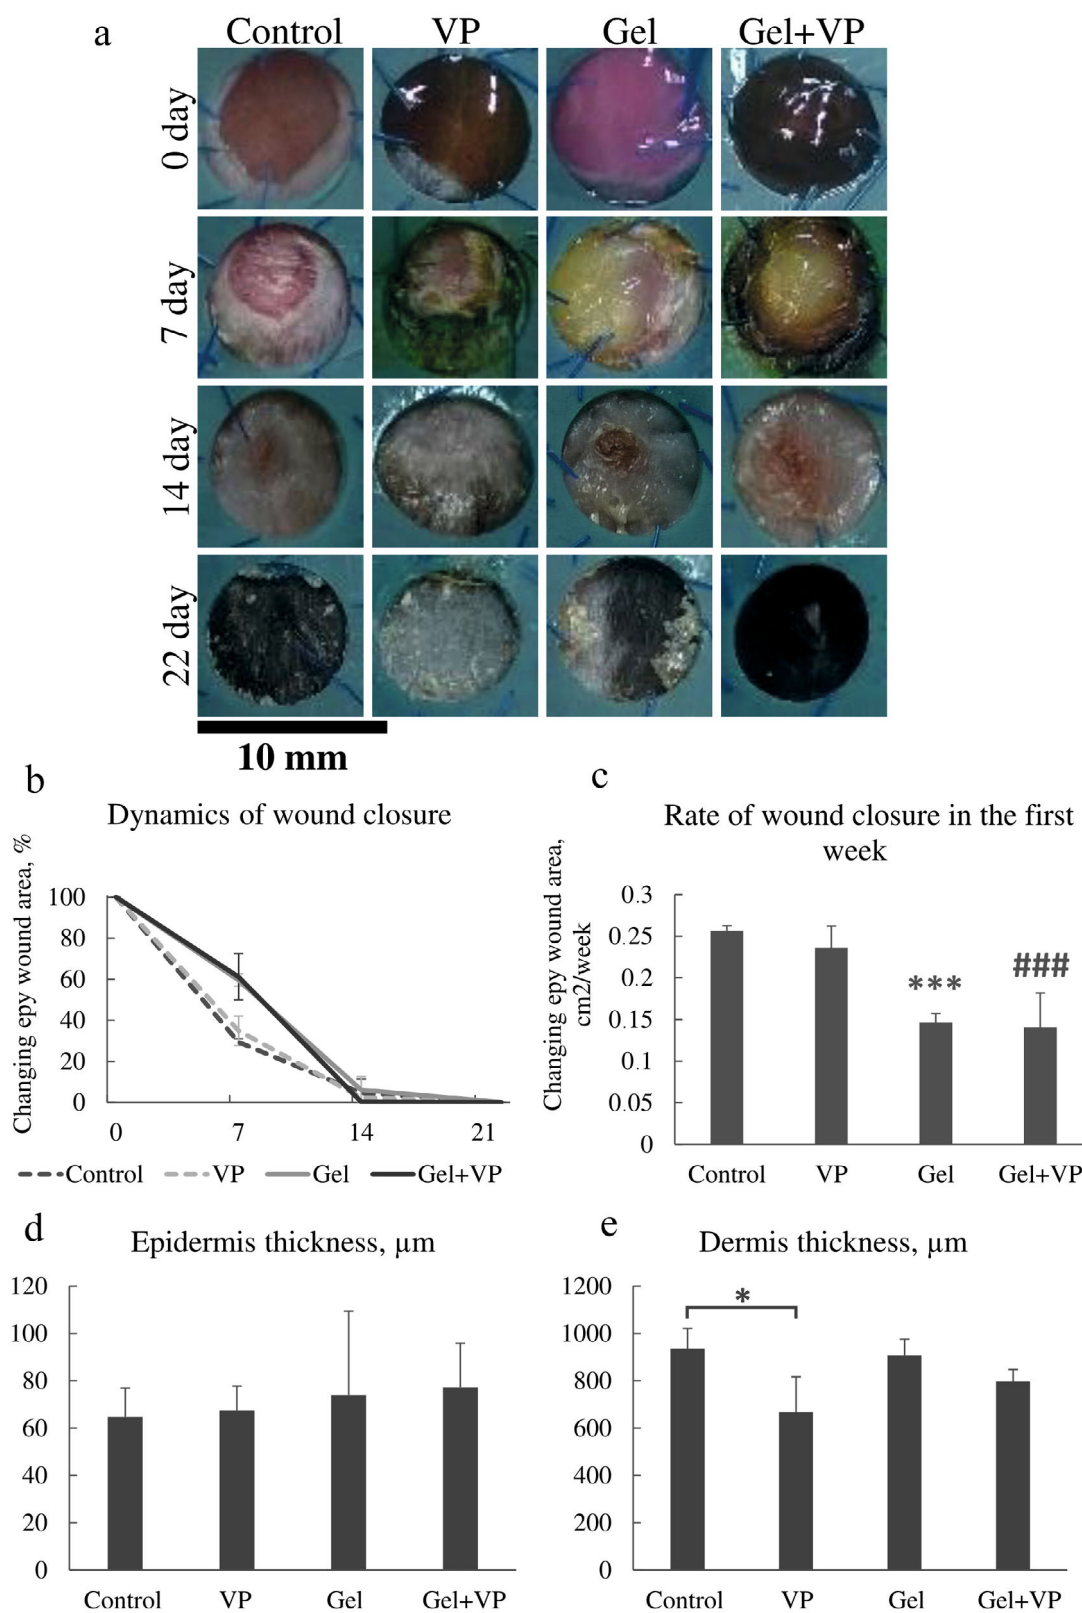 a
Control VP Gel Gel+VP
0 day
7 day
14 day
22 day
10 mm
b
Dynamics of wound closure
Changing epy wound area, %
100
80
60
40
20
0
0 7 14 21
Control VP Gel Gel+VP
c
Rate of wound closure in the first
week
Changing epy wound area,
cm2/week
0.3
0.25
0.2
0.15
0.1
0.05
0
***
###
Control VP Gel Gel+VP
d
Epidermis thickness, µm
120
100
80
60
40
20
0
Control VP Gel Gel+VP
e
Dermis thickness, µm
1200
1000
800
600
400
200
0
*
Control VP Gel Gel+VP